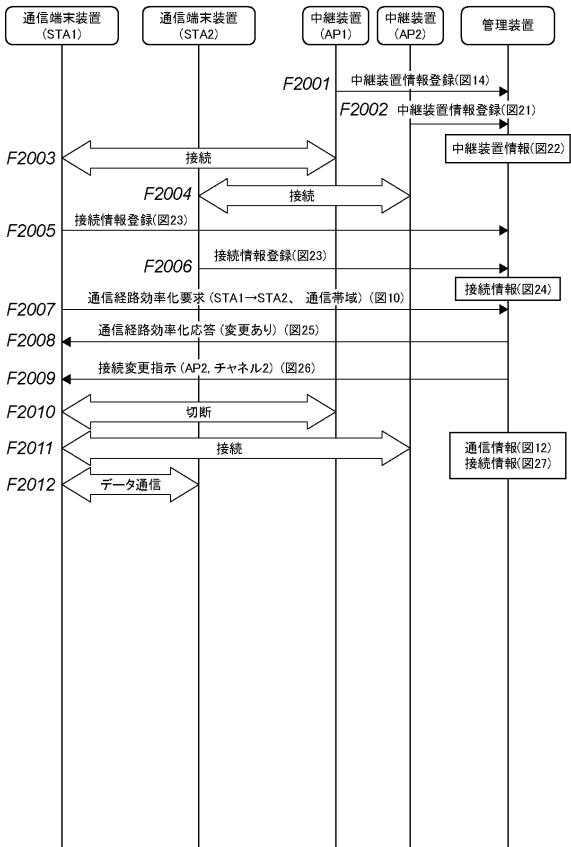 通信端末装置
(STA1)
通信端末装置
(STA2)
中継装置
(AP1)
中継装置
(AP2)
管理装置
F2001
中継装置情報登録(図14)
F2002
中継装置情報登録(図21)
中継装置情報(図22)
F2003
接続
F2004
接続
F2005
接続情報登録(図23)
F2006
接続情報登録(図23)
接続情報(図24)
F2007
通信経路効率化要求(STA1→STA2、通信帯域)(図10)
F2008
通信経路効率化応答(変更あり)(図25)
F2009
接続変更指示(AP2,チャネル2)(図26)
F2010
切断
F2011
接続
通信情報(図12)
接続情報(図27)
F2012
データ通信